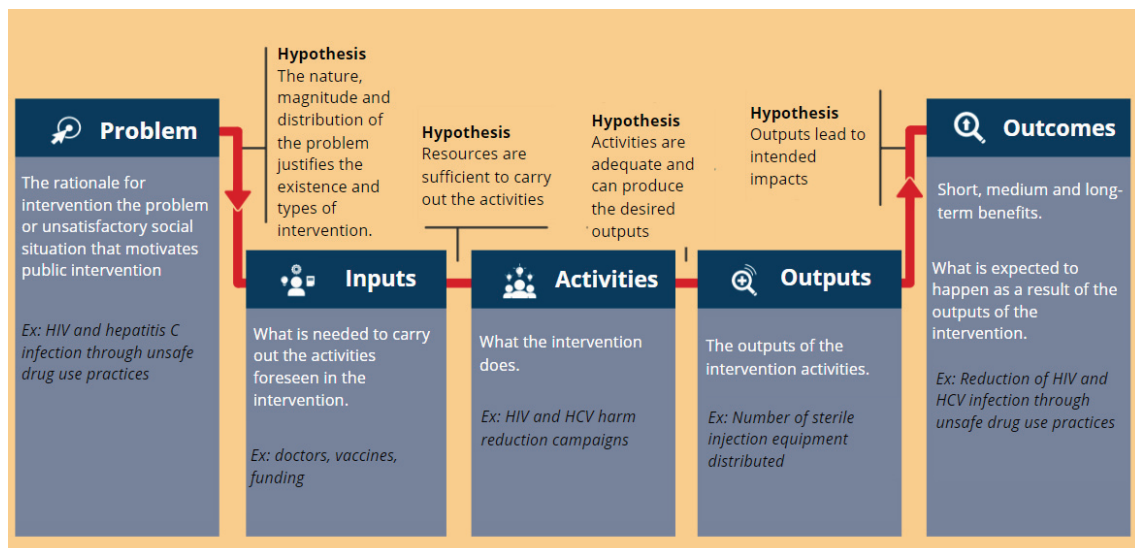 Problem
The rationale for
intervention the problem
or unsatisfactory social
situation that motivates
public intervention
Ex: HIV and hepatitis C
infection through unsafe
drug use practices
Hypothesis
The nature,
magnitude and
distribution of
the problem
justifies the
existence and
types of
intervention.
Inputs
What is needed to carry
out the activities
foreseen in the
intervention.
Ex: doctors, vaccines,
funding
Hypothesis
Resources are
sufficient to carry
out the activities
Activities
What the intervention
does.
Ex: HIV and HCV harm
reduction campaigns
Hypothesis
Activities are
adequate and
can produce
the desired
outputs
Outputs
The outputs of the
intervention activities.
Ex: Number of sterile
injection equipment
distributed
Hypothesis
Outputs lead to
intended
impacts
Outcomes
Short, medium and long-
term benefits.
What is expected to
happen as a result of the
outputs of the
intervention.
Ex: Reduction of HIV and
HCV infection through
unsafe drug use practices